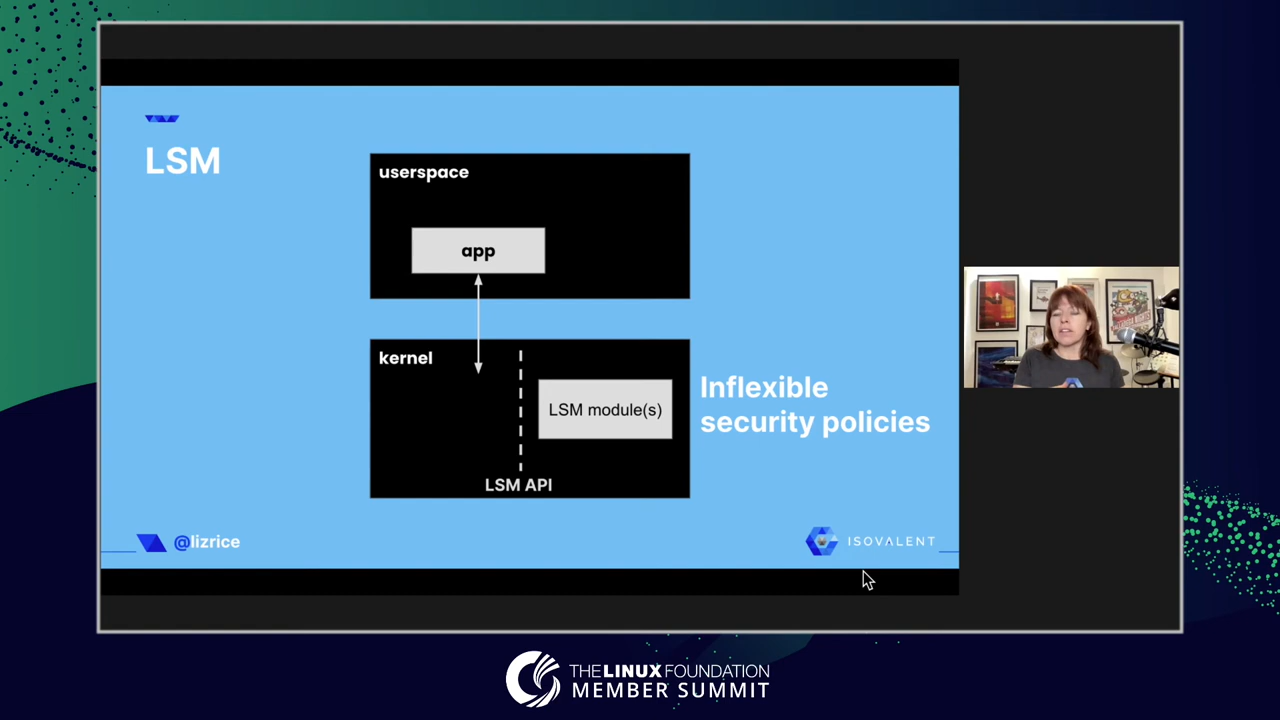 LSM
userspace
app
kernel
LSM module(s)
LSM API
Inflexible
security policies
@lizrice
ISOVALENT
THE LINUX FOUNDATION
MEMBER SUMMIT